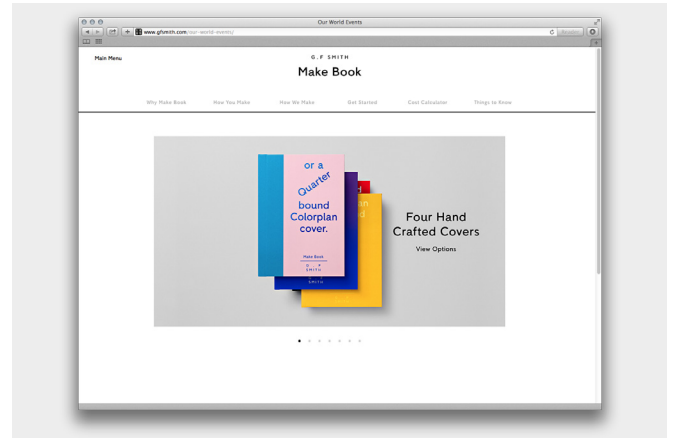 Our World Events
www.gfsmith.com/our-world-events/
Reader
Main Menu
G . F SMITH
Make Book
Why Make Book
How You Make
How We Make
Get Started
Cost Calculator
Things to Know
or a
Quarter
bound
Colorplan
cover.
Make Book
G . F
SMITH
SMITH
Four Hand
Crafted Covers
View Options